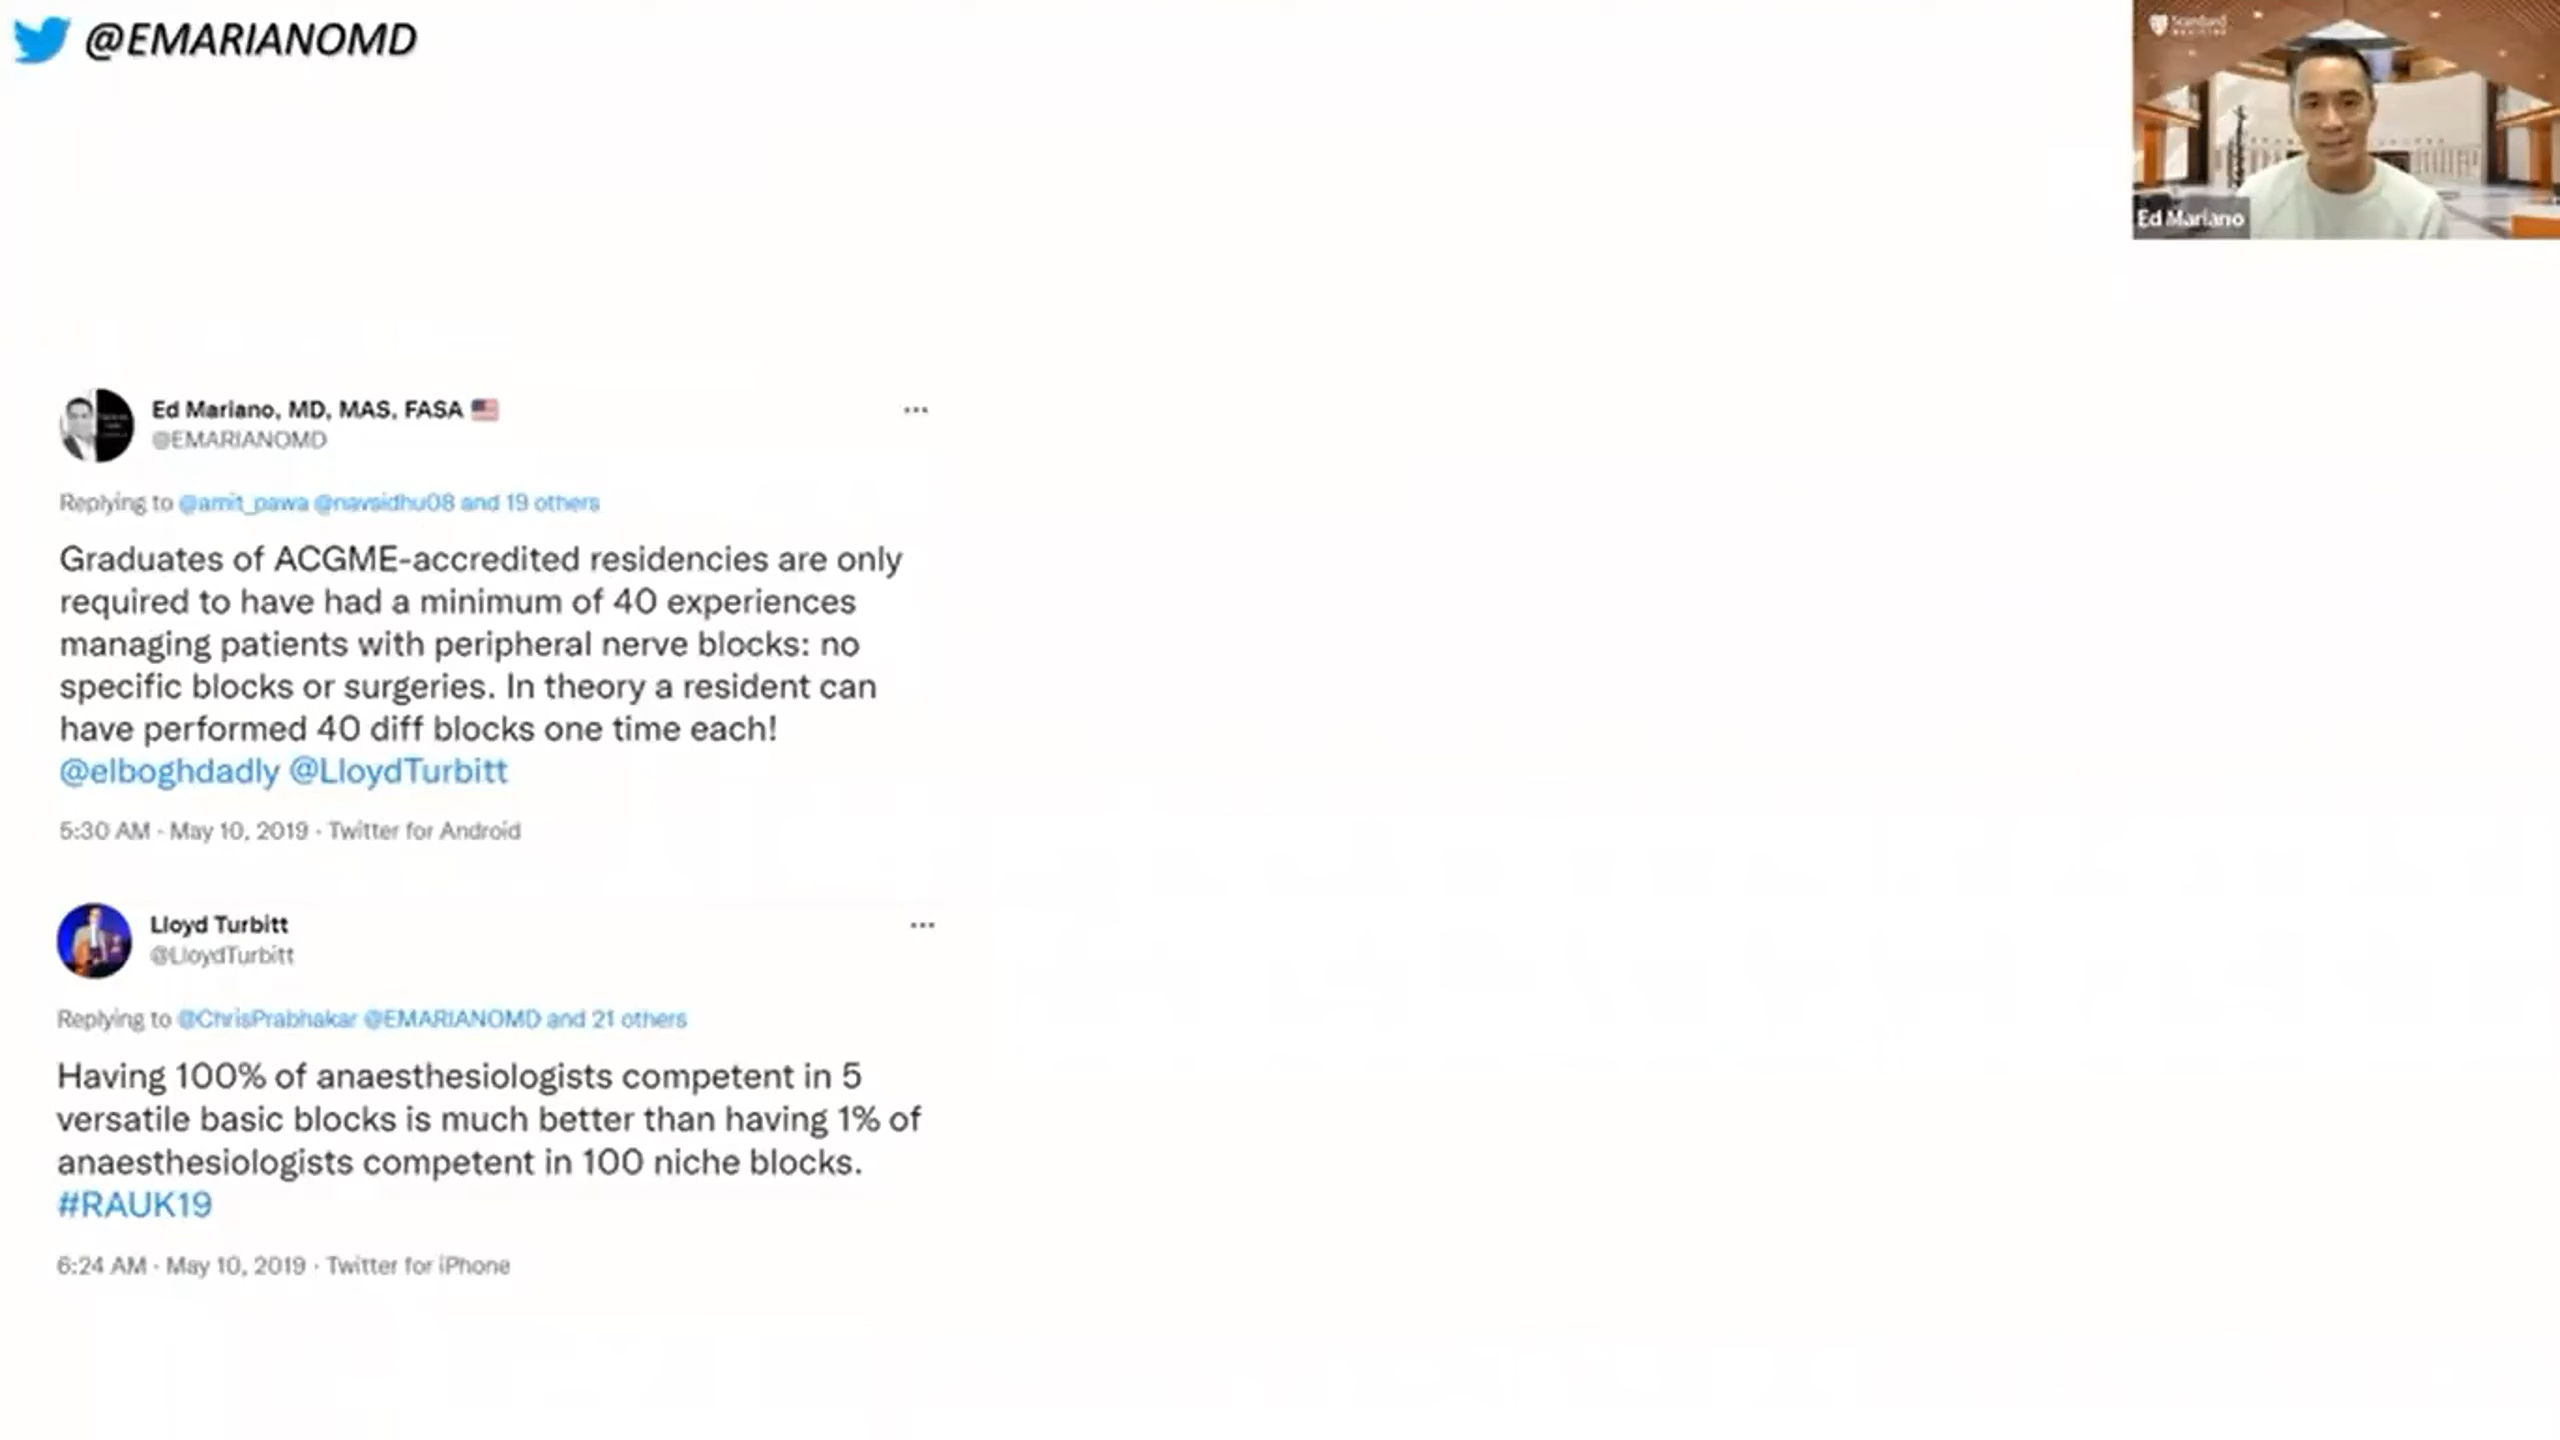 @EMARIANOMD
Stanford
MEDICINE
Ed Mariano
Ed Mariano, MD, MAS, FASA
@EMARIANOMD
Replying to @amit_pawa @navsidhu08 and 19 others
Graduates of ACGME-accredited residencies are only
required to have had a minimum of 40 experiences
managing patients with peripheral nerve blocks: no
specific blocks or surgeries. In theory a resident can
have performed 40 diff blocks one time each!
@elboghdadly @LloydTurbitt
5:30 AM · May 10, 2019 · Twitter for Android
Lloyd Turbitt
@LloydTurbitt
Replying to @ChrisPrabhakar @EMARIANOMD and 21 others
Having 100% of anaesthesiologists competent in 5
versatile basic blocks is much better than having 1% of
anaesthesiologists competent in 100 niche blocks.
#RAUK19
6:24 AM · May 10, 2019 · Twitter for iPhone